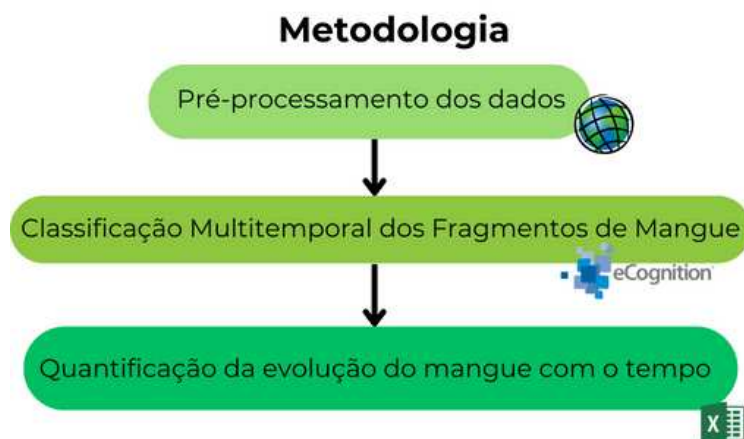 Metodologia
Pré-processamento dos dados
Classificação Multitemporal dos Fragmentos de Mangue
eCognition
Quantificação da evolução do mangue com o tempo
X